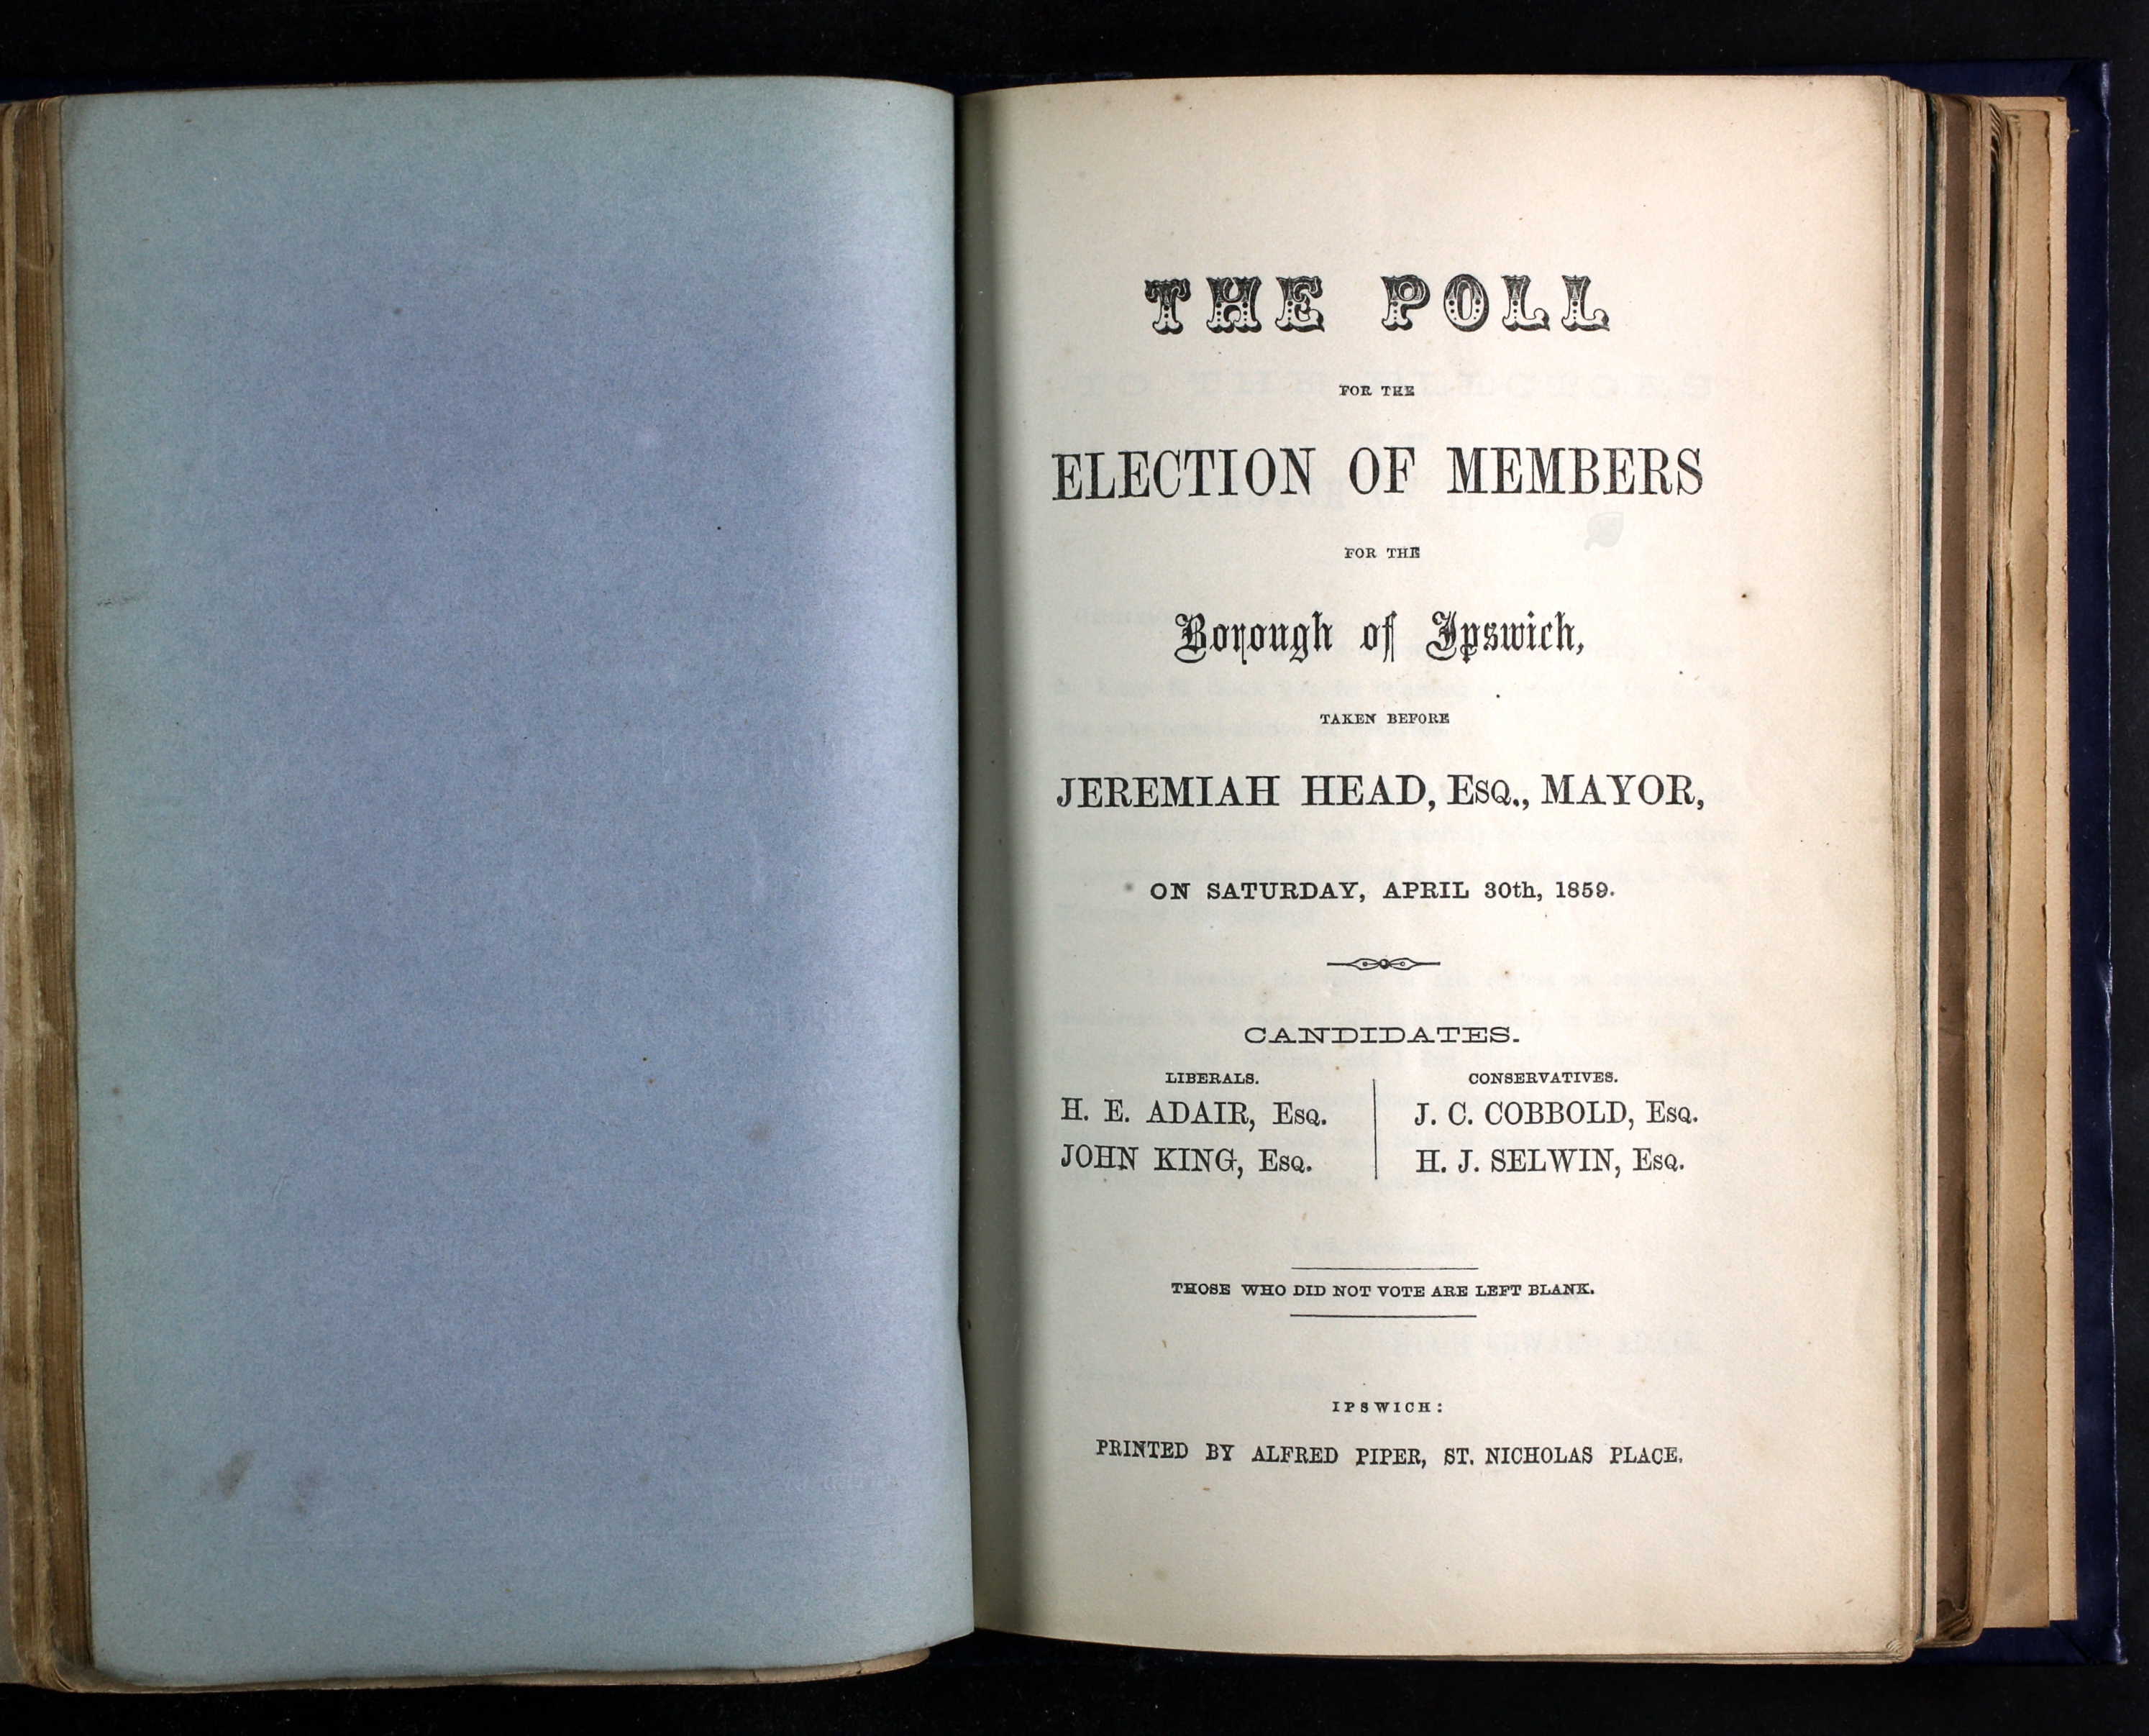 THE POLL
FOR THE
ELECTION OF MEMBERS
FOR THE
Borough of Ipswich,
TAKEN BEFORE
JEREMIAH HEAD, ESQ., MAYOR,
ON SATURDAY, APRIL 30th, 1859.
CANDIDATES.
LIBERALS.
H. E. ADAIR, ESQ.
JOHN KING, ESQ.
CONSERVATIVES.
J. C. COBBOLD, ESQ.
H. J. SELWIN, ESQ.
THOSE WHO DID NOT VOTE ARE LEFT BLANK.
IPSWICH:
PRINTED BY ALFRED PIPER, ST. NICHOLAS PLACE.